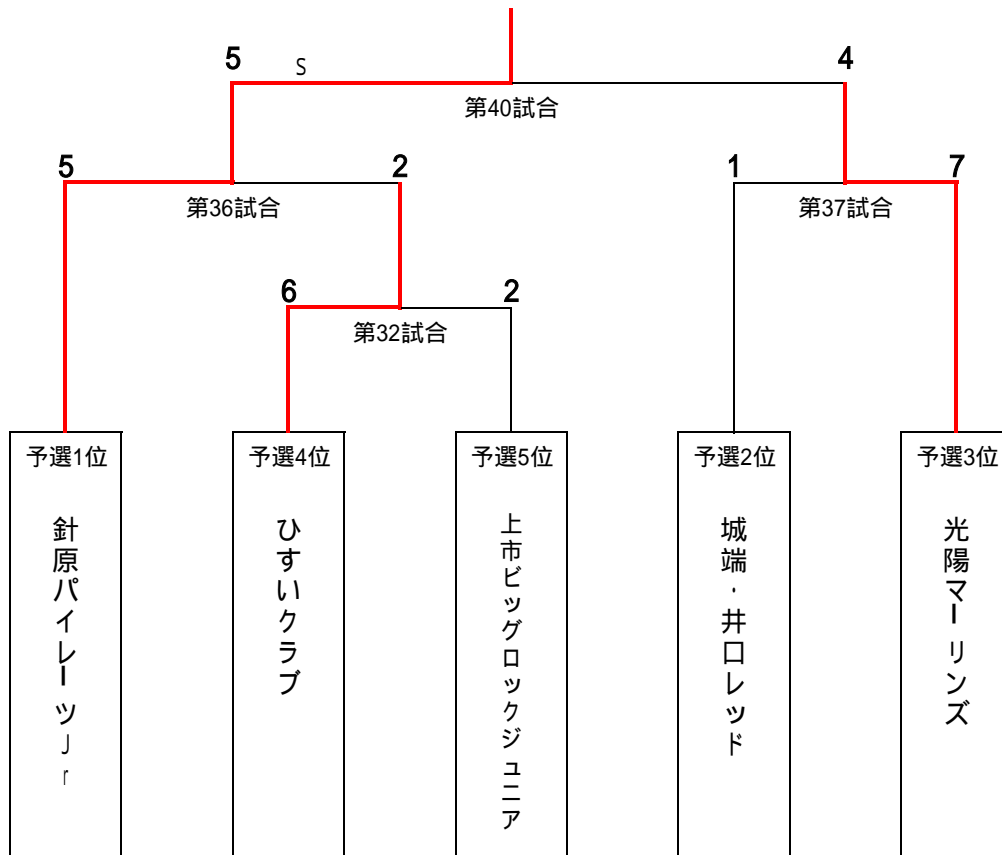 5 S 4
第40試合
5 2 1 7
第36試合 第37試合
6 2
第32試合
予選1位 予選4位 予選5位 予選2位 予選3位
針原パイレーツJr
ひすいクラブ
上市ビッグロックジュニア
城端・井口レッド
光陽マーリンズ